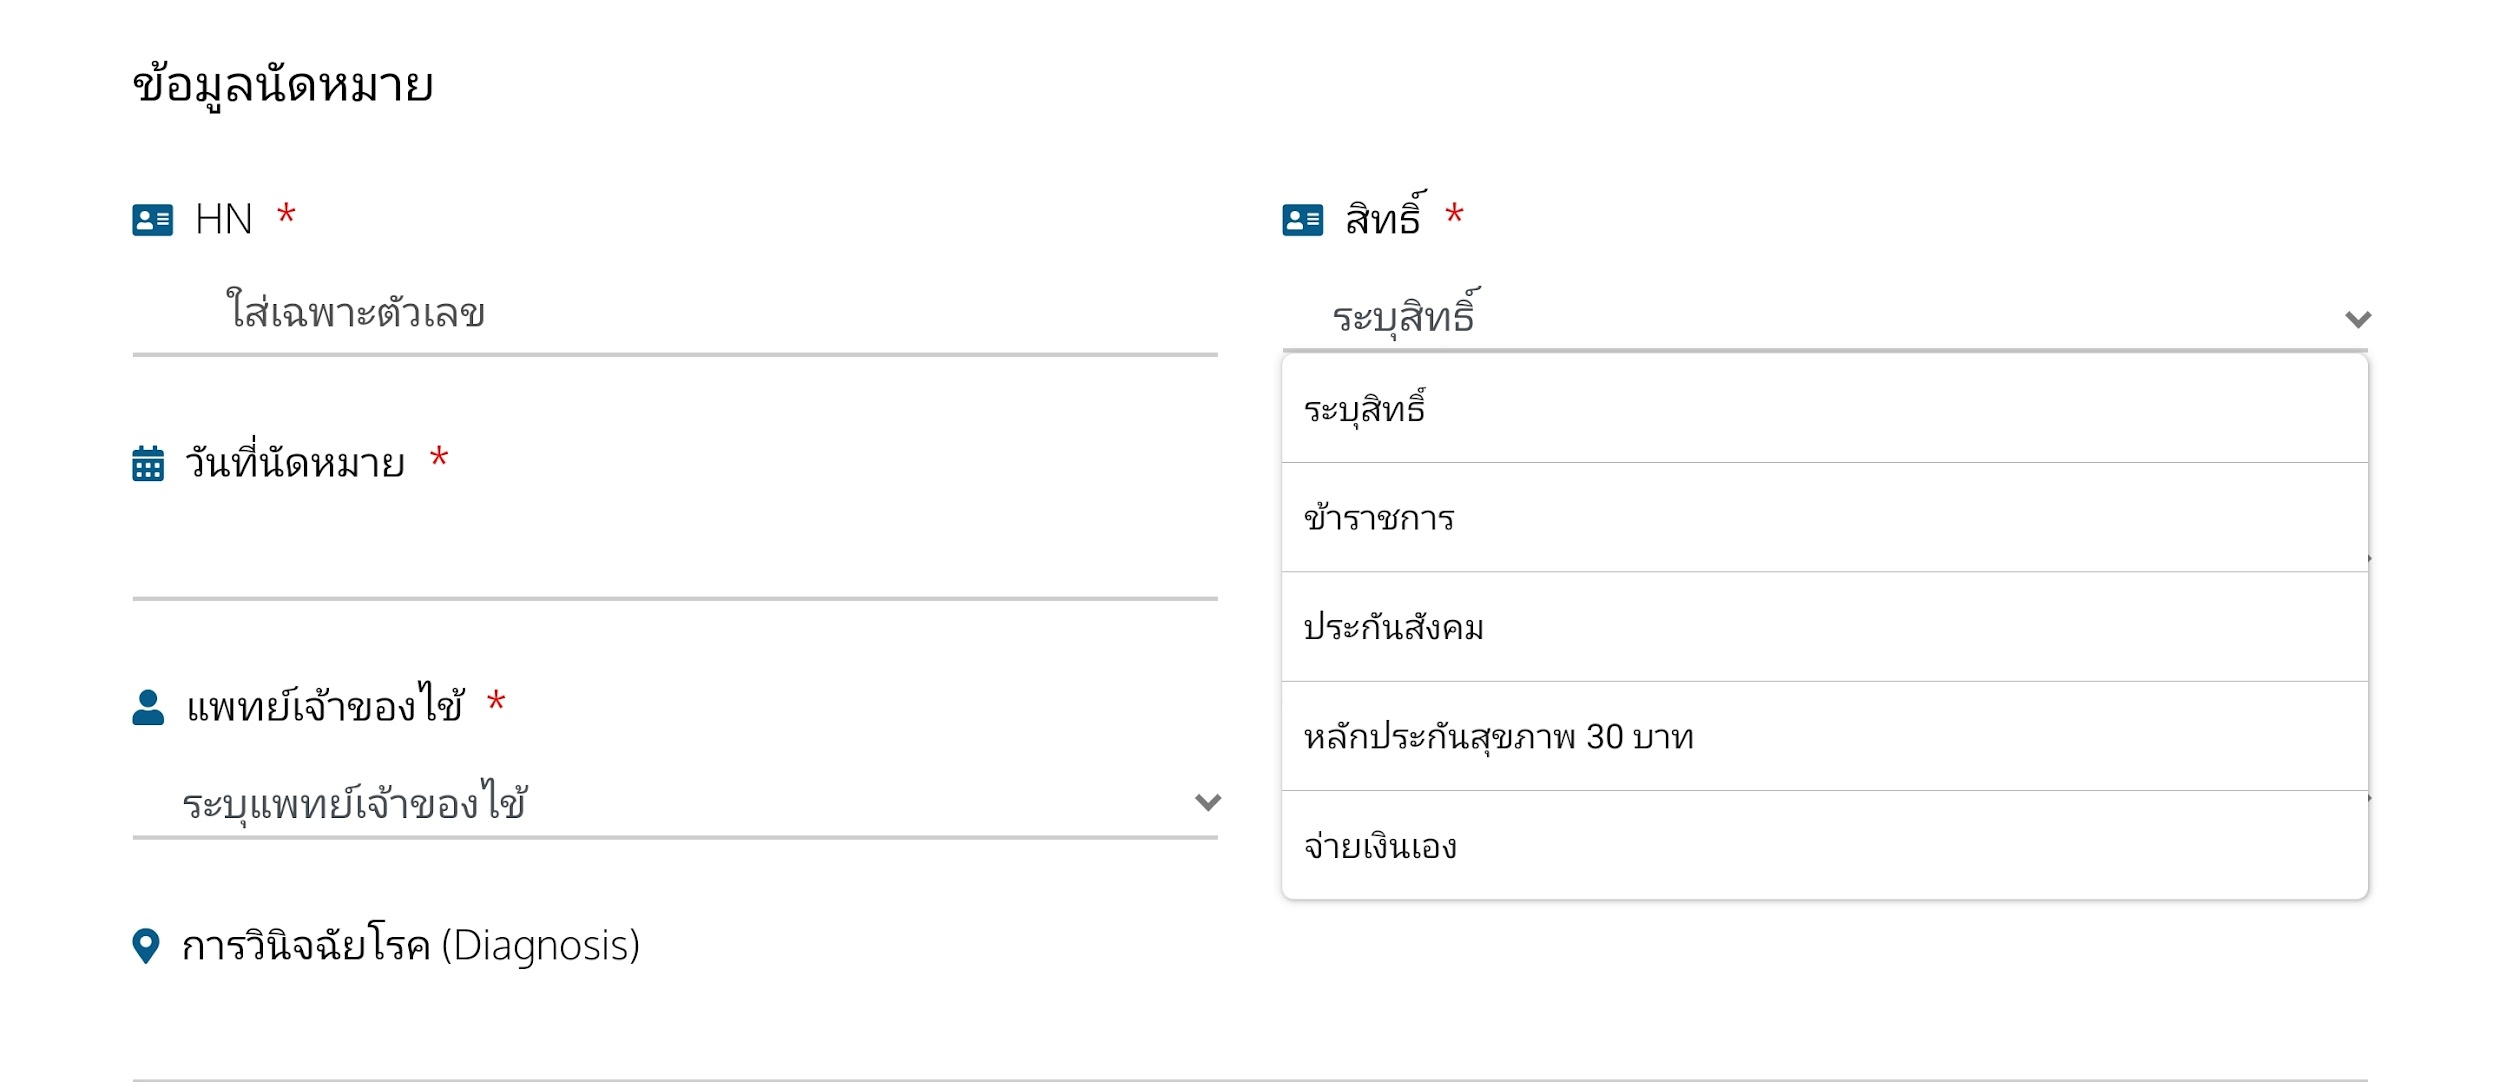 ข้อมูลนัดหมาย
HN *
ใส่เฉพาะตัวเลข
สิทธิ์ *
ระบุสิทธิ์
ระบุสิทธิ์
ข้าราชการ
ประกันสังคม
หลักประกันสุขภาพ 30 บาท
จ่ายเงินเอง
วันที่นัดหมาย *
แพทย์เจ้าของไข้ *
ระบุแพทย์เจ้าของไข้
การวินิจฉัยโรค (Diagnosis)